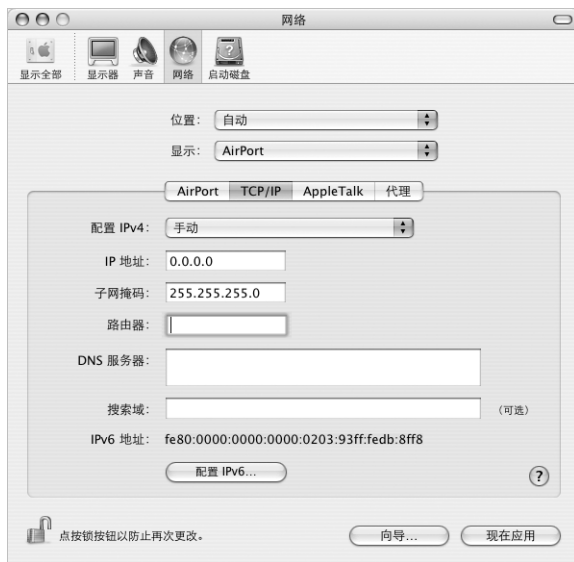 网络
显示全部 显示器 声音 网络 启动磁盘
位置: 自动
显示: AirPort
AirPort TCP/IP AppleTalk 代理
配置 IPv4: 手动
IP 地址: 0.0.0.0
子网掩码: 255.255.255.0
路由器:
DNS 服务器:
搜索域: (可选)
IPv6 地址: fe80:0000:0000:0000:0203:93ff:fedb:8ff8
配置 IPv6... ?
点按锁按钮以防止再次更改。 向导... 现在应用